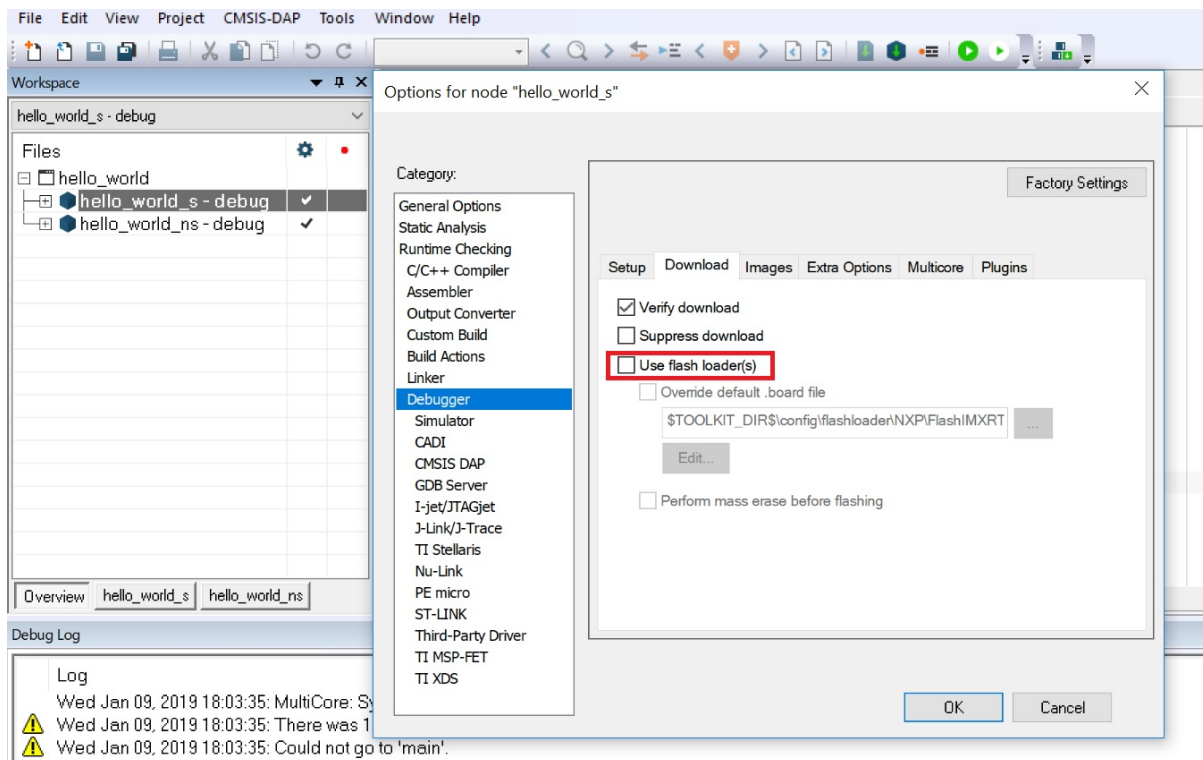 File Edit View Project CMSIS-DAP Tools Window Help
Workspace
hello_world_s - debug
Files
hello_world
hello_world_s - debug
hello_world_ns - debug
Overview hello_world_s hello_world_ns
Options for node "hello_world_s"
Category:
General Options
Static Analysis
Runtime Checking
C/C++ Compiler
Assembler
Output Converter
Custom Build
Build Actions
Linker
Debugger
Simulator
CADI
CMSIS DAP
GDB Server
I-jet/JTAGjet
J-Link/J-Trace
TI Stellaris
Nu-Link
PE micro
ST-LINK
Third-Party Driver
TI MSP-FET
TI XDS
Factory Settings
Setup Download Images Extra Options Multicore Plugins
Verify download
Suppress download
Use flash loader(s)
Override default .board file
$TOOLKIT_DIR$\config\flashloader\NXP\FlashIMXRT ...
Edit...
Perform mass erase before flashing
OK Cancel
Debug Log
Log
Wed Jan 09, 2019 18:03:35: MultiCore: Sy
Wed Jan 09, 2019 18:03:35: There was 1
Wed Jan 09, 2019 18:03:35: Could not go to 'main'.